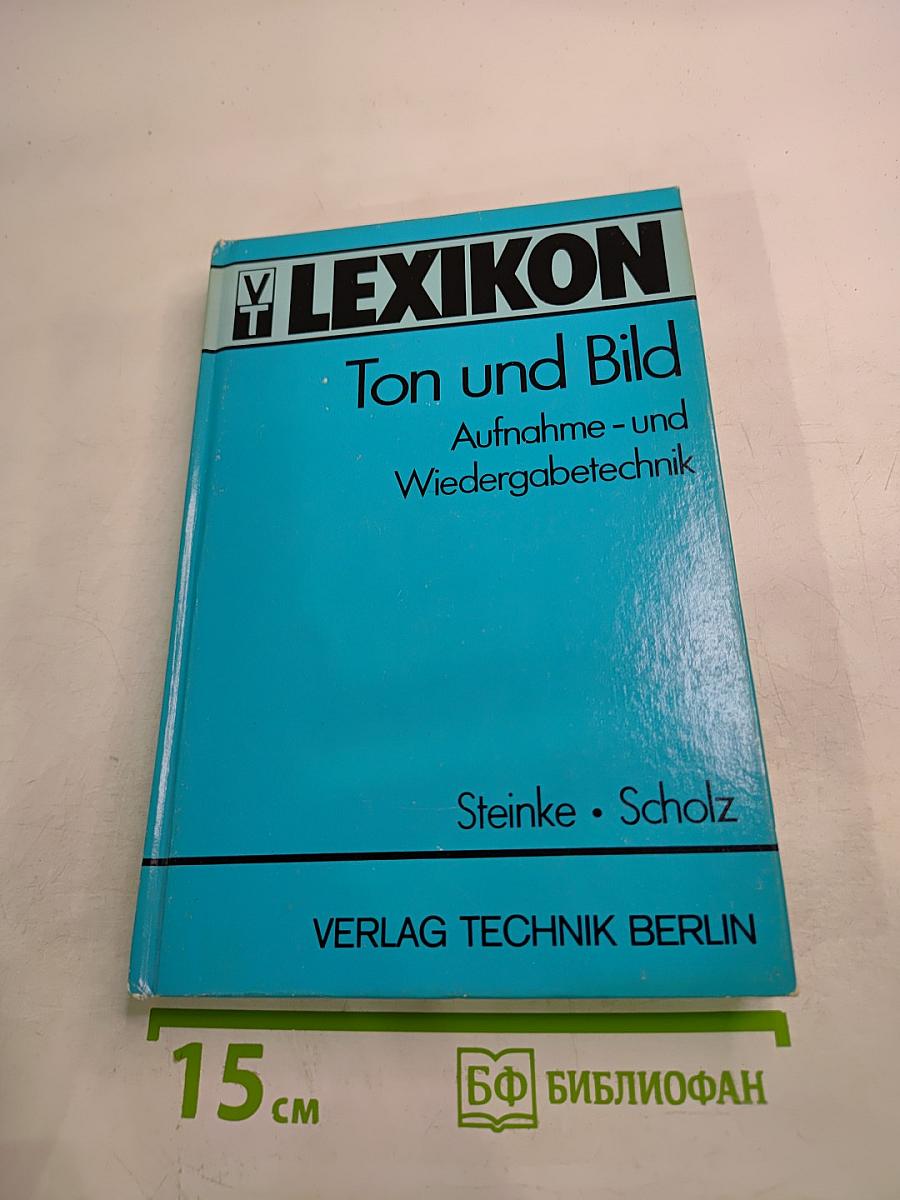 VT LEXIKON
Ton und Bild
Aufnahme-und
Wiedergabetechnik
Steinke • Scholz
VERLAG TECHNIK BERLIN
15 см
БФ БИБЛИОФАН